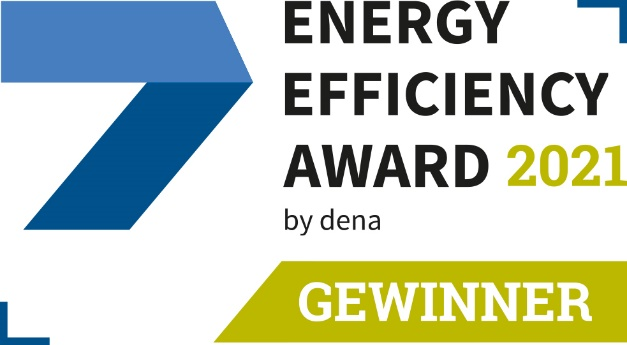 ENERGY
EFFICIENCY
AWARD 2021
by dena
GEWINNER